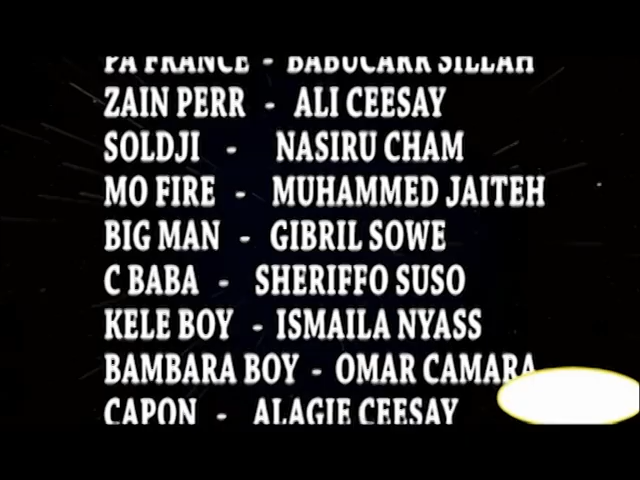 PA FRANCE - BABUCARR SILLAH
ZAIN PERR - ALI CEESAY
SOLDJI - NASIRU CHAM
MO FIRE - MUHAMMED JAITEH
BIG MAN - GIBRIL SOWE
C BABA - SHERIFFO SUSO
KELE BOY - ISMAILA NYASS
BAMBARA BOY - OMAR CAMARA
CAPON - ALAGIE CEESAY